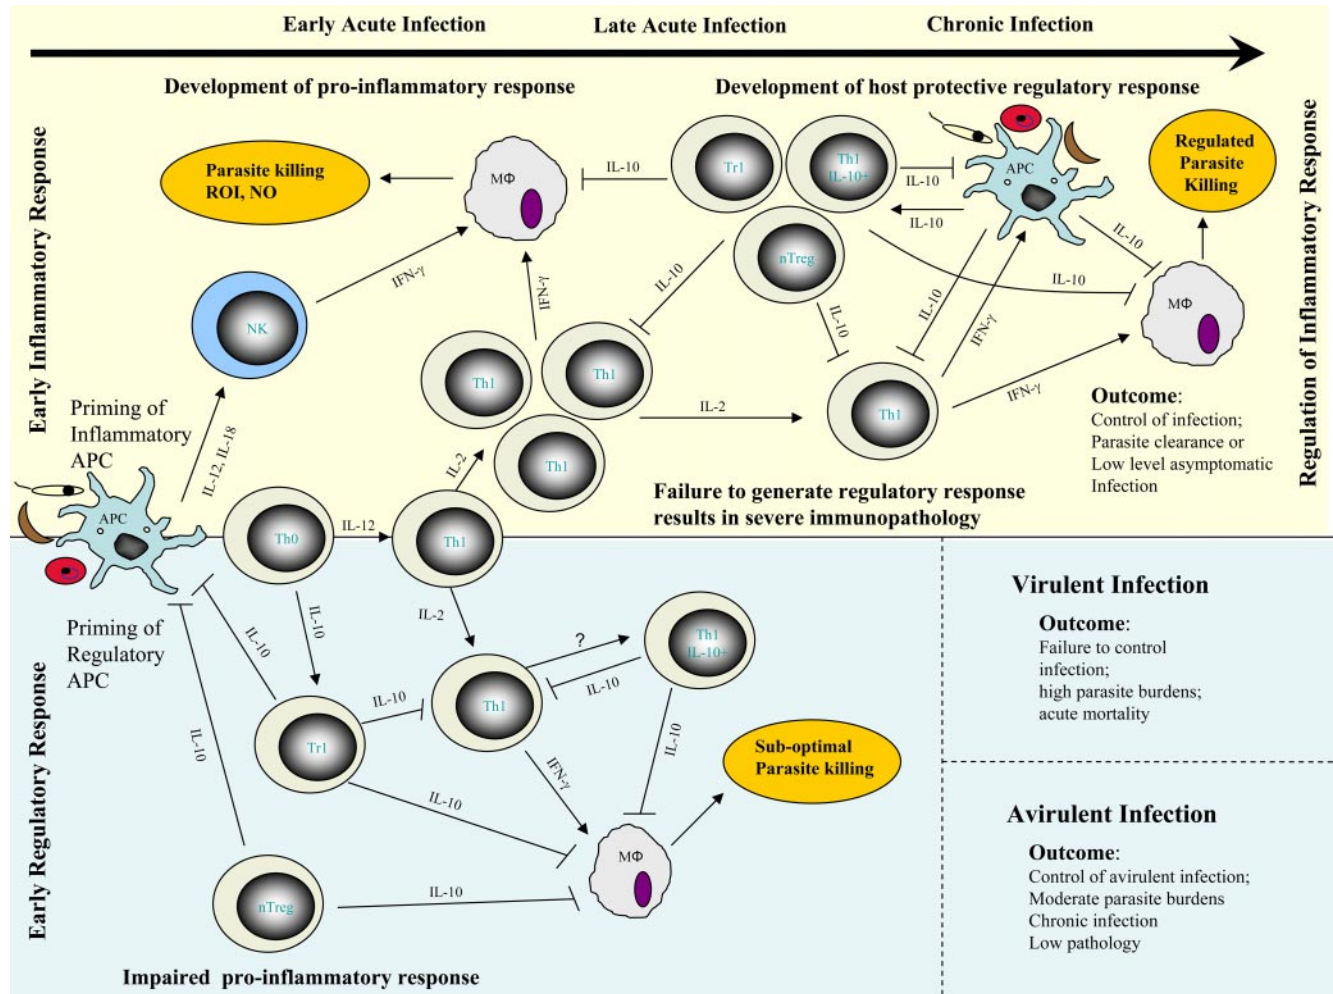 Early Acute Infection
Late Acute Infection
Chronic Infection
Development of pro-inflammatory response
Development of host protective regulatory response
Early Inflammatory Response
Regulation of Inflammatory Response
Parasite killing
ROI, NO
MΦ
IL-10
Tr1
Th1
IL-10+
IL-10
IL-10
APC
Regulated
Parasite
Killing
nTreg
IL-10
IL-10
IL-10
IL-10
IL-10
IFN-γ
MΦ
NK
IFN-γ
IFN-γ
Th1
Th1
Th1
IL-2
Th1
IFN-γ
Outcome:
Control of infection;
Parasite clearance or
Low level asymptomatic
Infection
Priming of
Inflammatory
APC
IL-12, IL-18
IL-2
Failure to generate regulatory response
results in severe immunopathology
APC
Th0
IL-12
Th1
Early Regulatory Response
Priming of
Regulatory
APC
IL-10
IL-10
IL-2
?
Th1
IL-10+
IL-10
IL-10
Th1
IL-10
Tr1
IL-10
IL-10
IFN-γ
Sub-optimal
Parasite killing
MΦ
nTreg
IL-10
Impaired pro-inflammatory response
Virulent Infection
Outcome:
Failure to control
infection;
high parasite burdens;
acute mortality
Avirulent Infection
Outcome:
Control of avirulent infection;
Moderate parasite burdens
Chronic infection
Low pathology